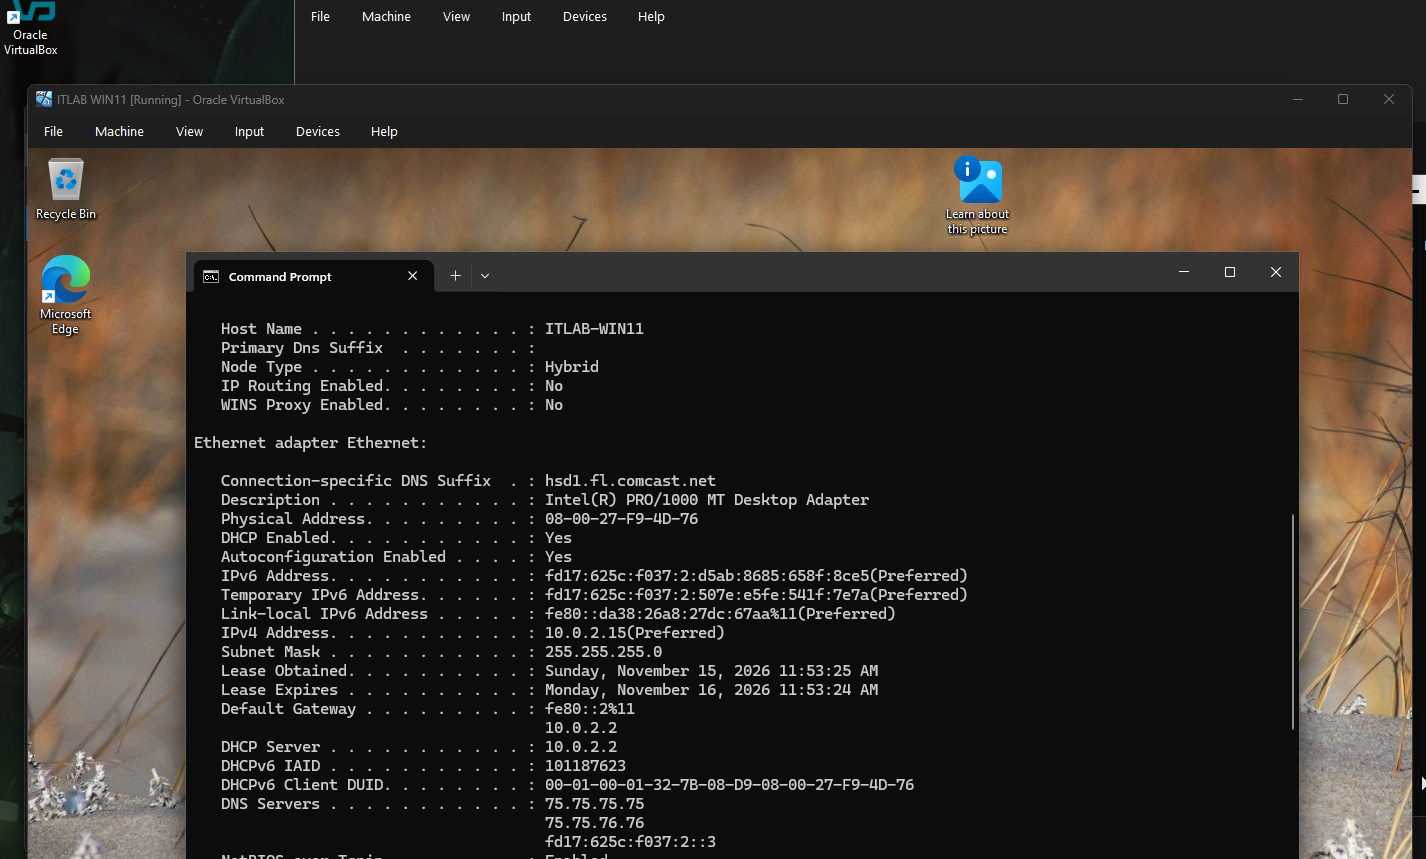 Oracle
VirtualBox
File Machine View Input Devices Help
ITLAB WIN11 [Running] - Oracle VirtualBox
File Machine View Input Devices Help
Recycle Bin
Learn about
this picture
Microsoft
Edge
Command Prompt
Host Name . . . . . . . . . . . . : ITLAB-WIN11
Primary Dns Suffix  . . . . . . . :
Node Type . . . . . . . . . . . . : Hybrid
IP Routing Enabled. . . . . . . . : No
WINS Proxy Enabled. . . . . . . . : No
Ethernet adapter Ethernet:
Connection-specific DNS Suffix  . : hsd1.fl.comcast.net
Description . . . . . . . . . . . : Intel(R) PRO/1000 MT Desktop Adapter
Physical Address. . . . . . . . . : 08-00-27-F9-4D-76
DHCP Enabled. . . . . . . . . . . : Yes
Autoconfiguration Enabled . . . . : Yes
IPv6 Address. . . . . . . . . . . : fd17:625c:f037:2:d5ab:8685:658f:8ce5(Preferred)
Temporary IPv6 Address. . . . . . : fd17:625c:f037:2:507e:e5fe:541f:7e7a(Preferred)
Link-local IPv6 Address . . . . . : fe80::da38:26a8:27dc:67aa%11(Preferred)
IPv4 Address. . . . . . . . . . . : 10.0.2.15(Preferred)
Subnet Mask . . . . . . . . . . . : 255.255.255.0
Lease Obtained. . . . . . . . . . : Sunday, November 15, 2026 11:53:25 AM
Lease Expires . . . . . . . . . . : Monday, November 16, 2026 11:53:24 AM
Default Gateway . . . . . . . . . : fe80::2%11
10.0.2.2
DHCP Server . . . . . . . . . . . : 10.0.2.2
DHCPv6 IAID . . . . . . . . . . . : 101187623
DHCPv6 Client DUID. . . . . . . . : 00-01-00-01-32-7B-08-D9-08-00-27-F9-4D-76
DNS Servers . . . . . . . . . . . : 75.75.75.75
75.75.76.76
fd17:625c:f037:2::3
NetBIOS over Tcpip. . . . . . . . : Enabled